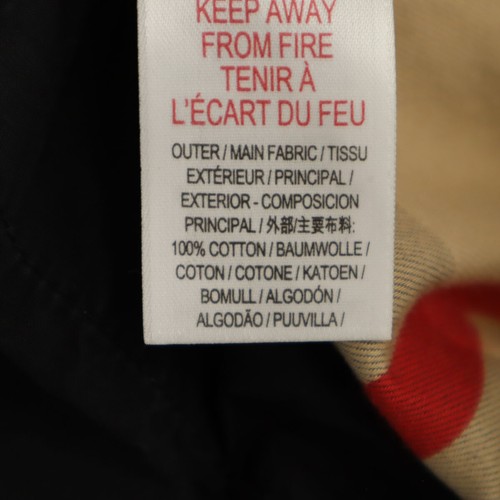 KEEP AWAY
FROM FIRE
TENIR À
L'ÉCART DU FEU
OUTER / MAIN FABRIC / TISSU
EXTÉRIEUR / PRINCIPAL /
EXTERIOR - COMPOSICION
PRINCIPAL / 外部/主要布料:
100% COTTON / BAUMWOLLE /
COTON / COTONE / KATOEN /
BOMULL / ALGODÓN /
ALGODÃO / PUUVILLA /